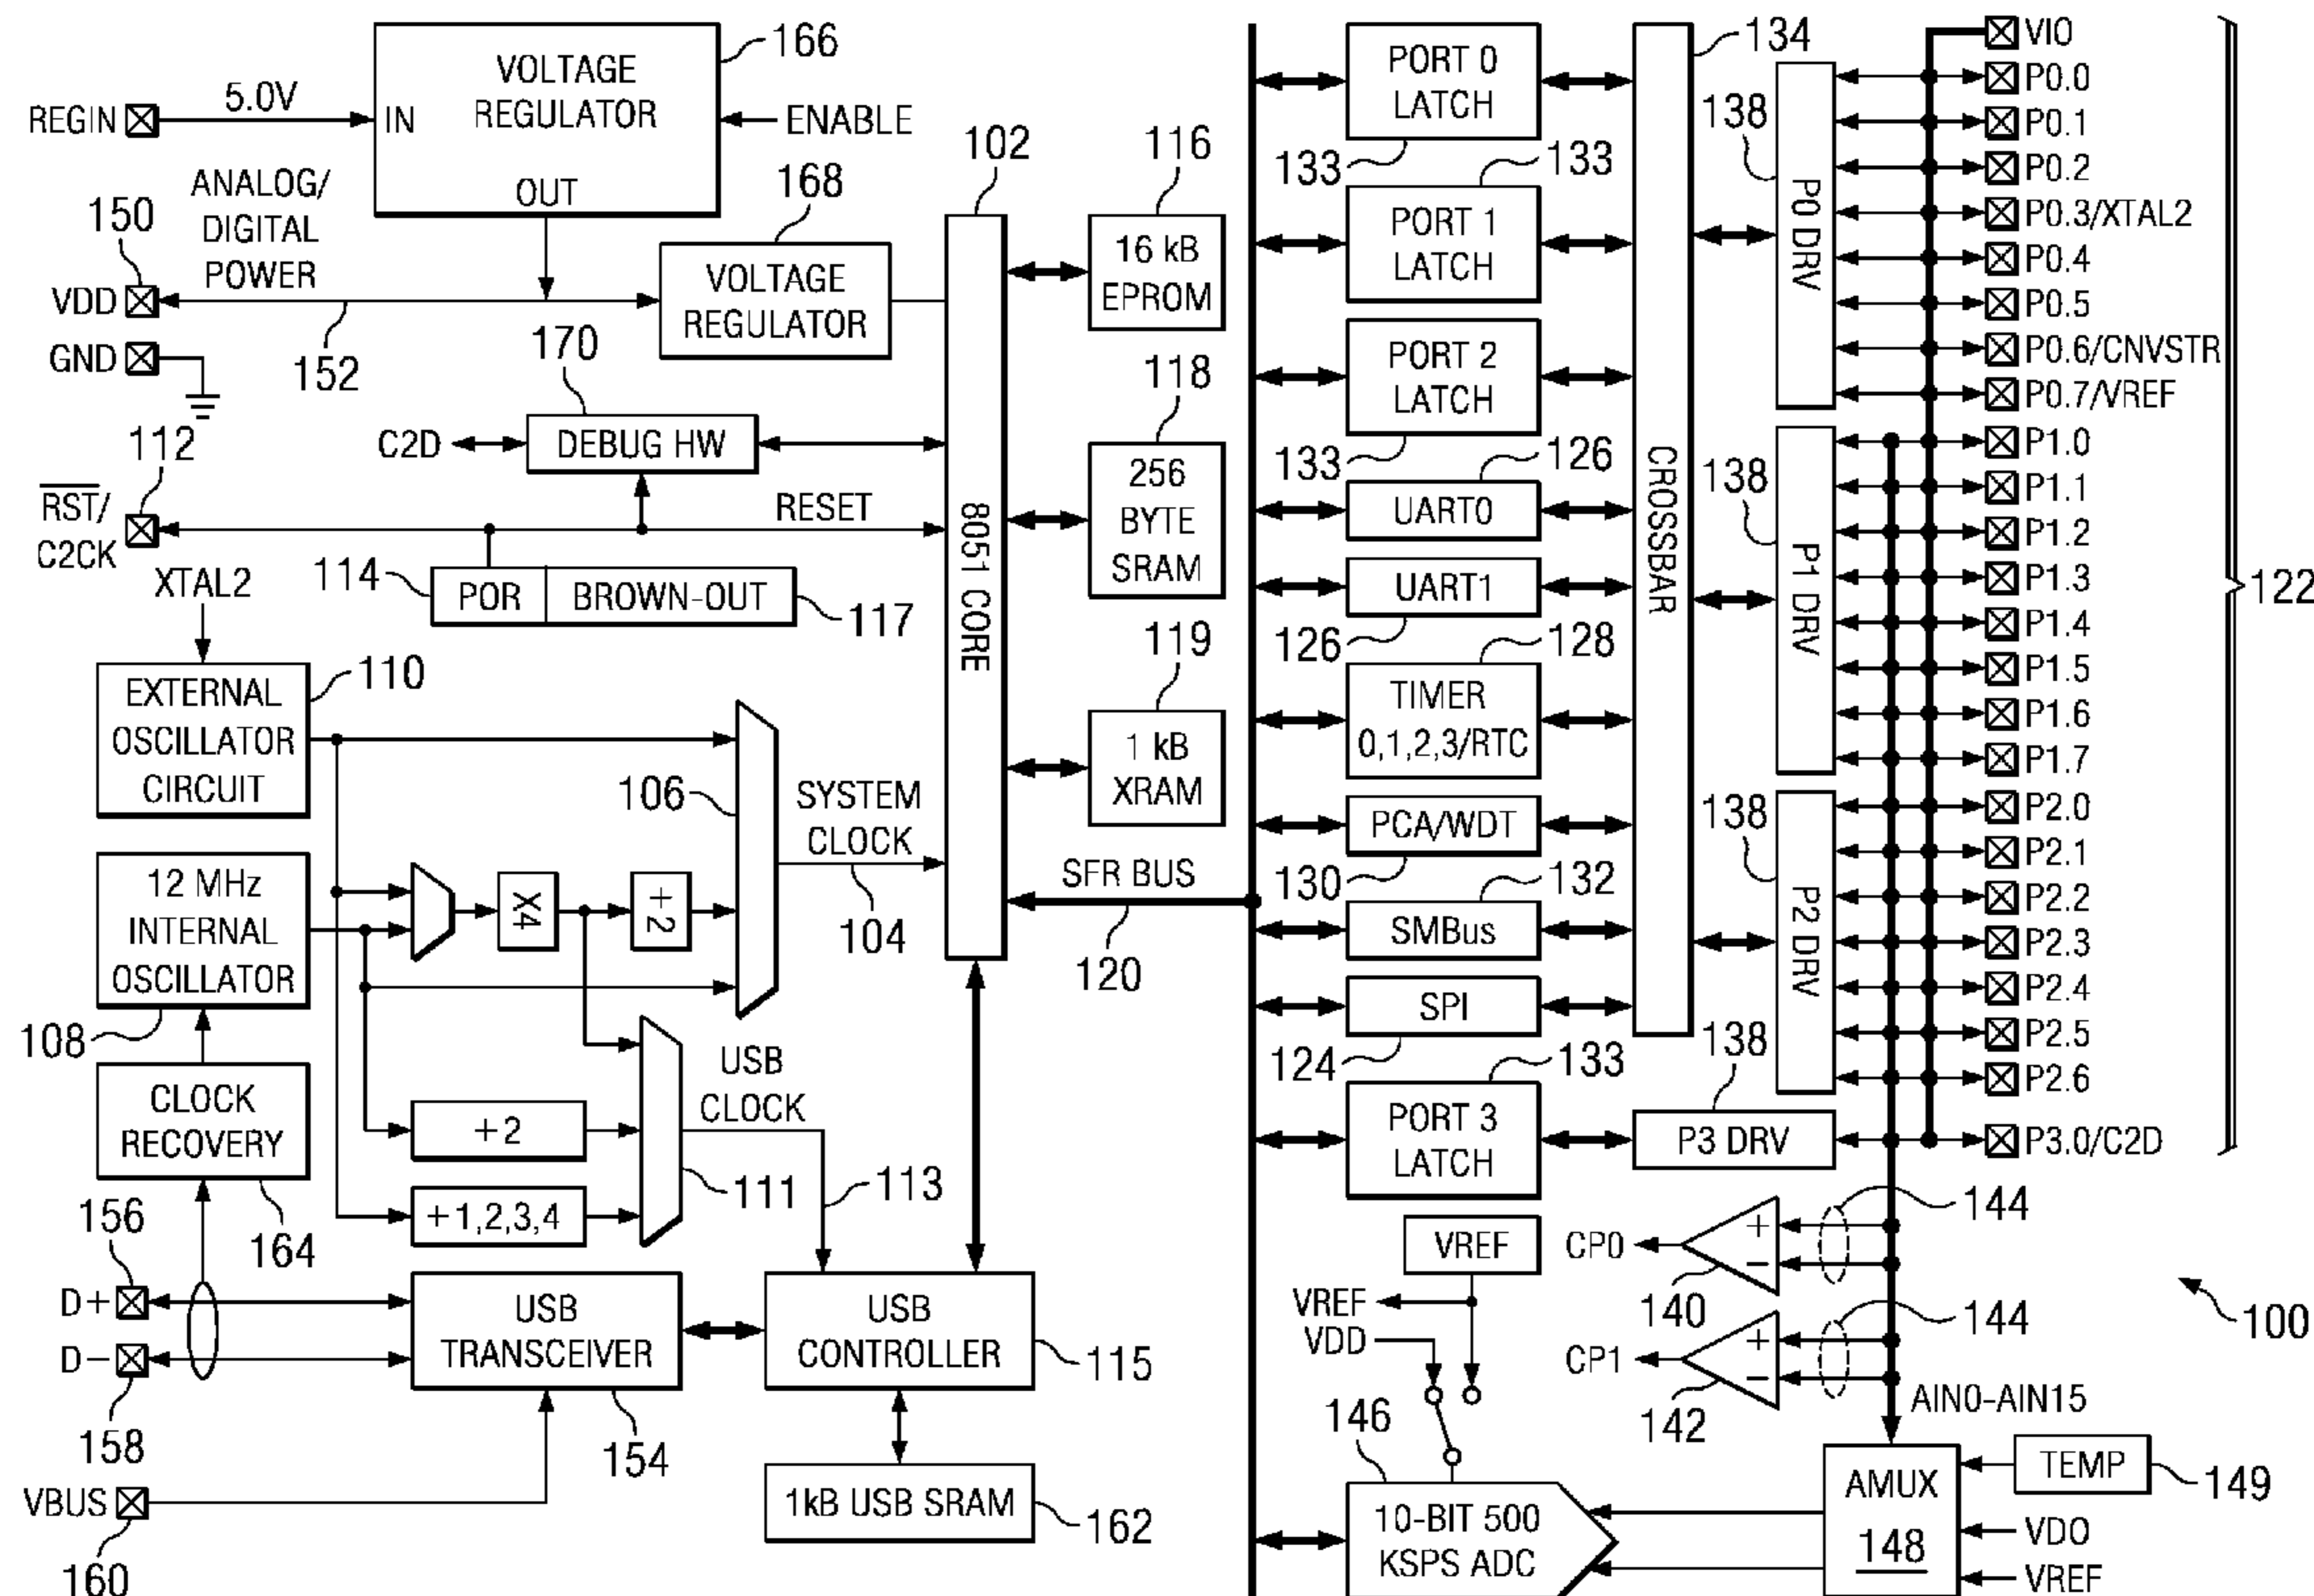 VOLTAGE
REGULATOR
166
REGIN
5.0V
IN
ENABLE
OUT
ANALOG/
DIGITAL
POWER
150
VDD
152
168
VOLTAGE
REGULATOR
GND
170
C2D
DEBUG HW
112
RST/
C2CK
RESET
114
POR
BROWN-OUT
117
102
8051 CORE
116
16 kB
EPROM
118
256
BYTE
SRAM
119
1 kB
XRAM
XTAL2
EXTERNAL
OSCILLATOR
CIRCUIT
110
106
SYSTEM
CLOCK
104
12 MHz
INTERNAL
OSCILLATOR
108
X4
+2
SFR BUS
120
CLOCK
RECOVERY
164
+2
+1,2,3,4
USB
CLOCK
111
113
156
D+
D−
158
USB
TRANSCEIVER
154
USB
CONTROLLER
115
VBUS
160
1kB USB SRAM
162
PORT 0
LATCH
133
133
PORT 1
LATCH
PORT 2
LATCH
133
126
UART0
UART1
126
128
TIMER
0,1,2,3/RTC
PCA/WDT
130
132
SMBus
SPI
124
133
PORT 3
LATCH
134
CROSSBAR
138
P0 DRV
138
P1 DRV
138
P2 DRV
138
P3 DRV
VIO
P0.0
P0.1
P0.2
P0.3/XTAL2
P0.4
P0.5
P0.6/CNVSTR
P0.7/VREF
P1.0
P1.1
P1.2
P1.3
P1.4
P1.5
P1.6
P1.7
P2.0
P2.1
P2.2
P2.3
P2.4
P2.5
P2.6
P3.0/C2D
122
VREF
VREF
VDD
CP0
+
−
140
144
CP1
+
−
142
144
100
AIN0-AIN15
146
10-BIT 500
KSPS ADC
AMUX
148
TEMP
149
VDO
VREF